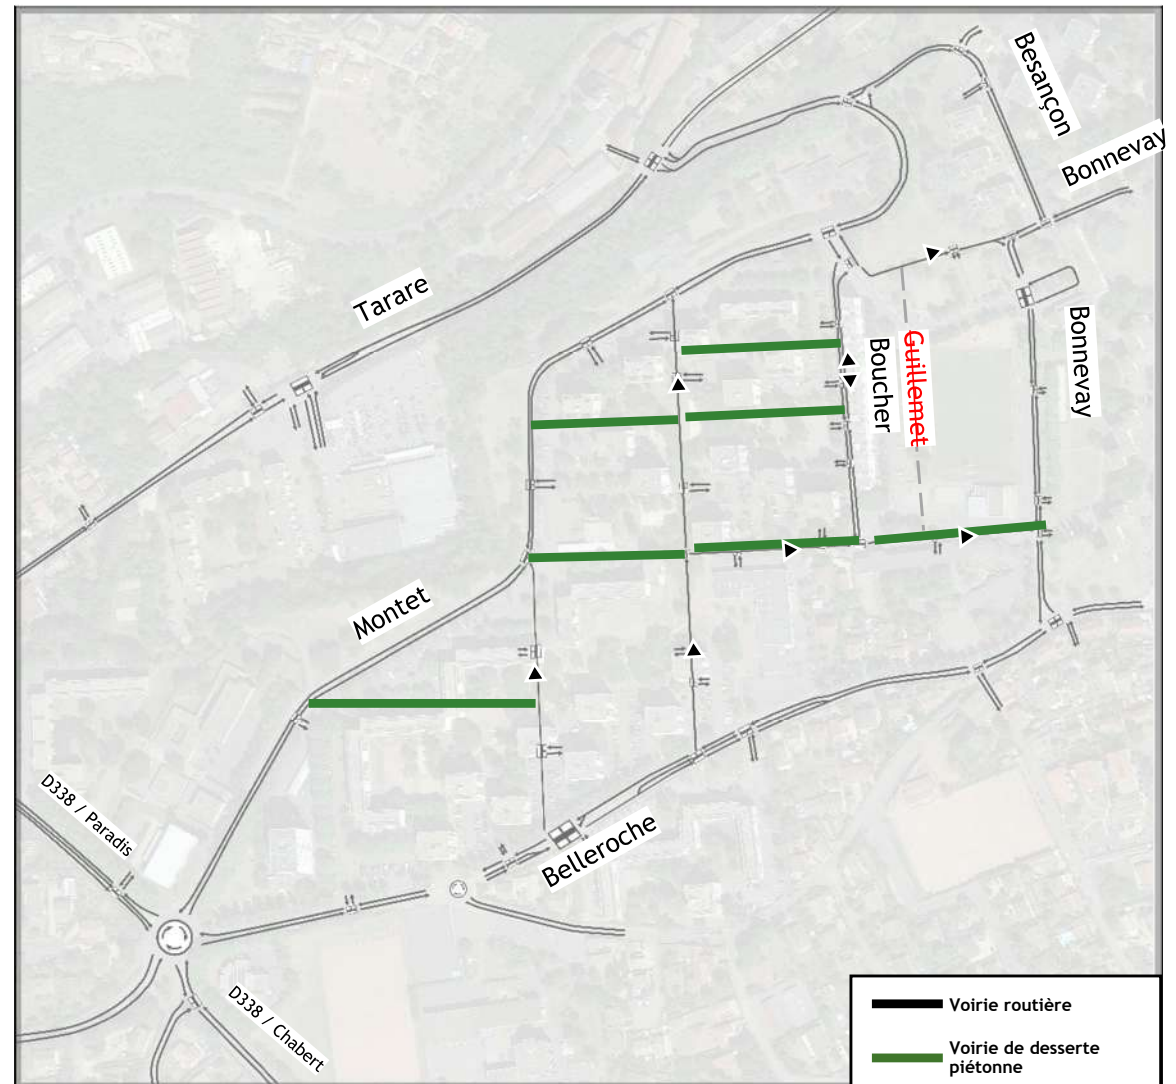 Besançon
Bonnevay
Tarare
Bonnevay
Boucher
Guillemet
Montet
D338 / Paradis
Belleroche
D338 / Chabert
Voirie routière
Voirie de desserte
piétonne